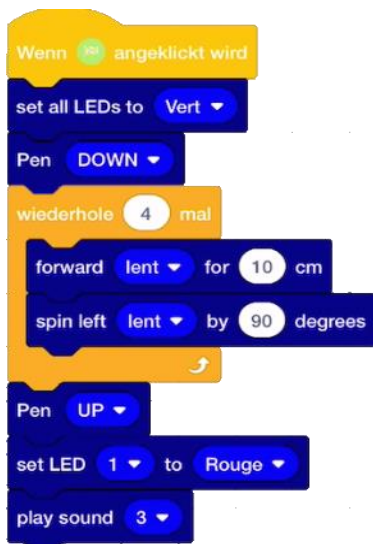 Wenn angeklickt wird
set all LEDs to Vert
Pen DOWN
wiederhole 4 mal
forward lent for 10 cm
spin left lent by 90 degrees
Pen UP
set LED 1 to Rouge
play sound 3